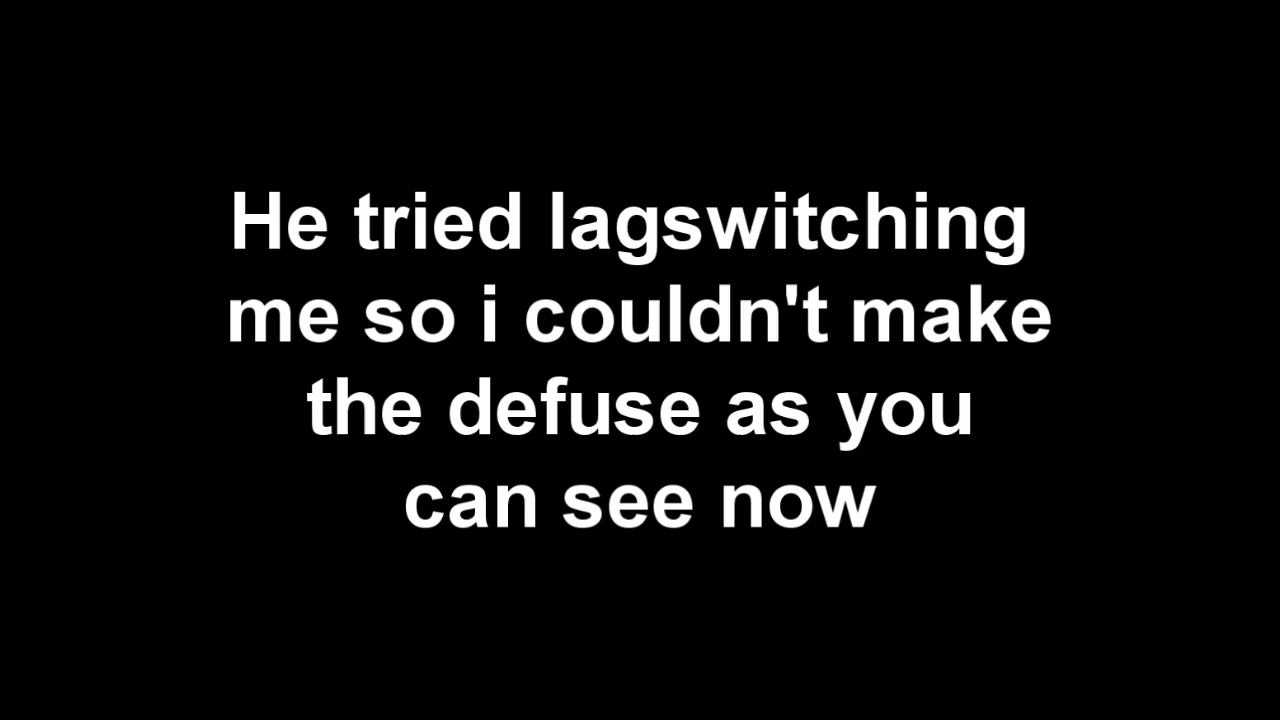 He tried lagswitching
me so i couldn't make
the defuse as you
can see now